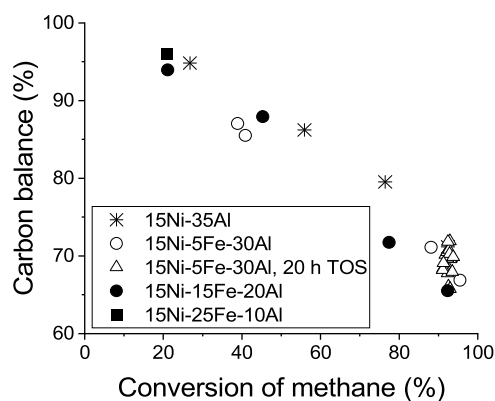 100
90
80
70
60
Carbon balance (%)
15Ni-35Al
15Ni-5Fe-30Al
15Ni-5Fe-30Al, 20 h TOS
15Ni-15Fe-20Al
15Ni-25Fe-10Al
0 20 40 60 80 100
Conversion of methane (%)